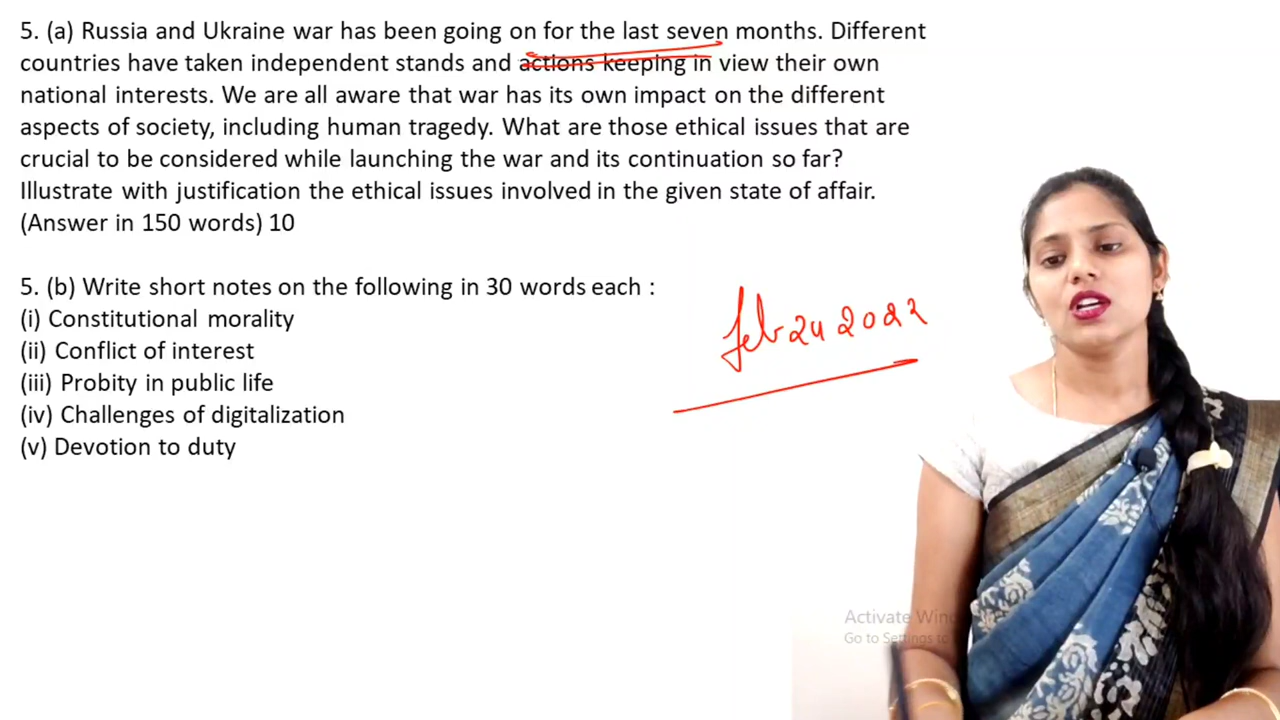 5. (a) Russia and Ukraine war has been going on for the last seven months. Different
countries have taken independent stands and actions keeping in view their own
national interests. We are all aware that war has its own impact on the different
aspects of society, including human tragedy. What are those ethical issues that are
crucial to be considered while launching the war and its continuation so far?
Illustrate with justification the ethical issues involved in the given state of affair.
(Answer in 150 words) 10
5. (b) Write short notes on the following in 30 words each :
(i) Constitutional morality
(ii) Conflict of interest
(iii) Probity in public life
(iv) Challenges of digitalization
(v) Devotion to duty
feb 24 2022
Activate Win
Go to Settings to